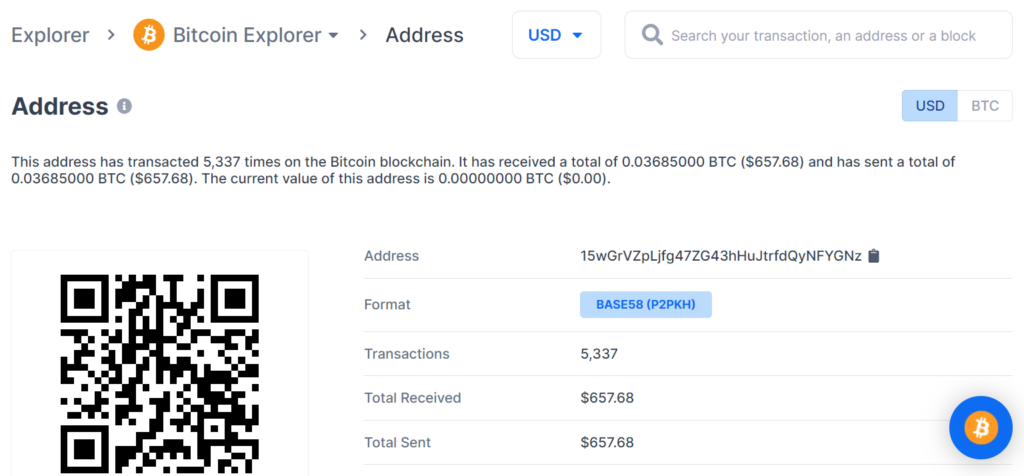 Explorer > Bitcoin Explorer > Address USD Search your transaction, an address or a block
Address USD BTC
This address has transacted 5,337 times on the Bitcoin blockchain. It has received a total of 0.03685000 BTC ($657.68) and has sent a total of
0.03685000 BTC ($657.68). The current value of this address is 0.00000000 BTC ($0.00).
Address 15wGrVZpLjfg47ZG43hHuJtrfdQyNFYGNz
Format BASE58 (P2PKH)
Transactions 5,337
Total Received $657.68
Total Sent $657.68